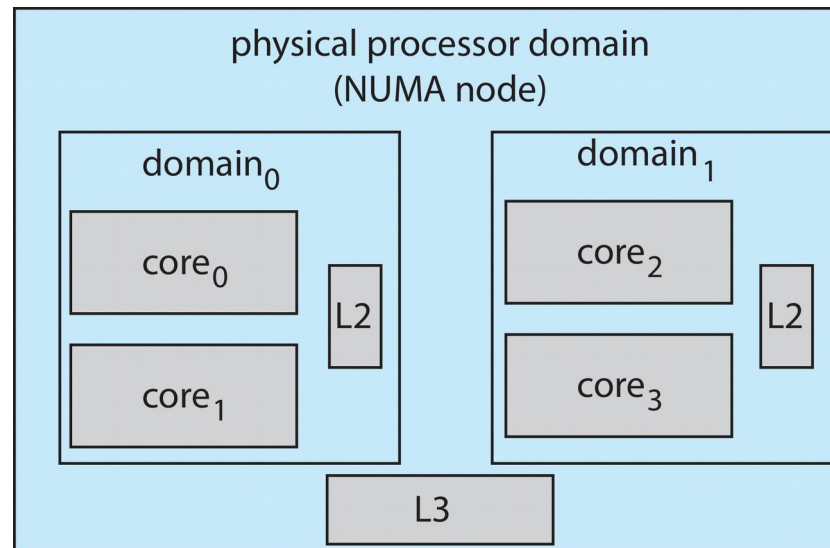 physical processor domain
(NUMA node)
domain₀
core₀
core₁
L2
domain₁
core₂
core₃
L2
L3